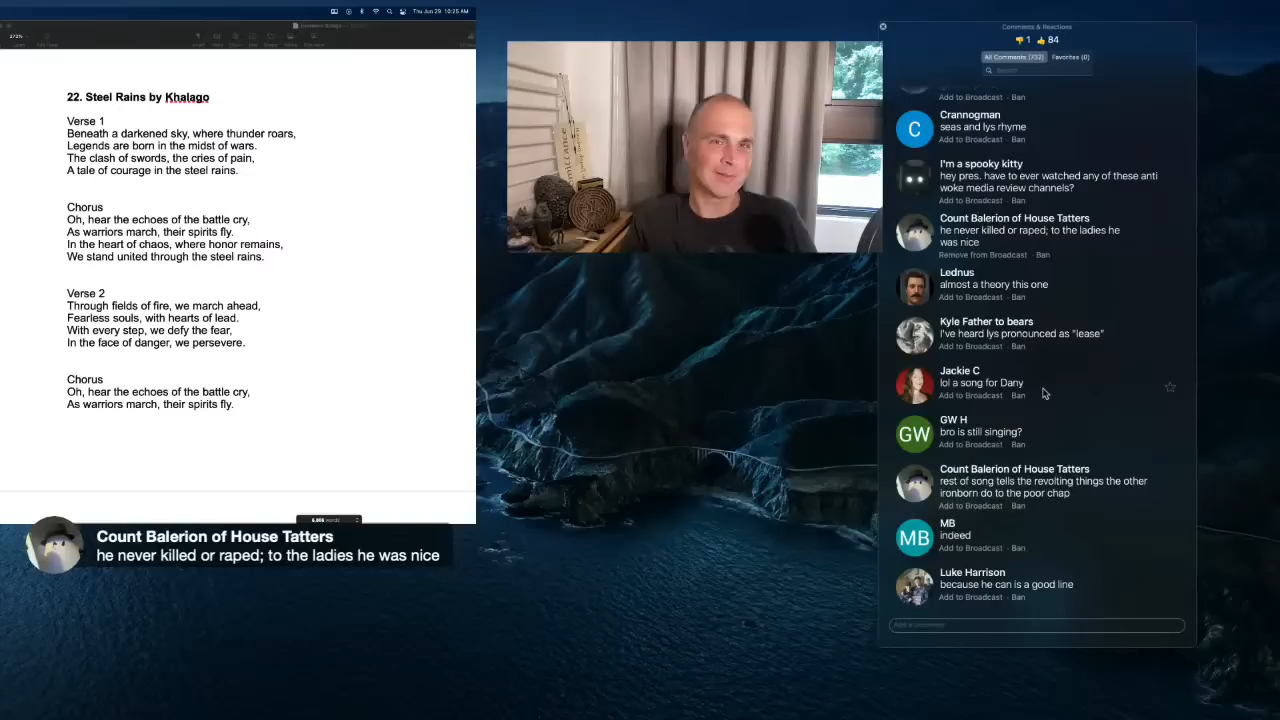 Thu Jun 29 10:25 AM
272%
22. Steel Rains by Khalago
Verse 1
Beneath a darkened sky, where thunder roars,
Legends are born in the midst of wars.
The clash of swords, the cries of pain,
A tale of courage in the steel rains.
Chorus
Oh, hear the echoes of the battle cry,
As warriors march, their spirits fly.
In the heart of chaos, where honor remains,
We stand united through the steel rains.
Verse 2
Through fields of fire, we march ahead,
Fearless souls, with hearts of lead.
With every step, we defy the fear,
In the face of danger, we persevere.
Chorus
Oh, hear the echoes of the battle cry,
As warriors march, their spirits fly.
Count Balerion of House Tatters
he never killed or raped; to the ladies he was nice
Comments & Reactions
1 84
All Comments (732) Favorites (0)
Search
Add to Broadcast · Ban
C
Crannogman
seas and lys rhyme
Add to Broadcast · Ban
I'm a spooky kitty
hey pres. have to ever watched any of these anti
woke media review channels?
Add to Broadcast · Ban
Count Balerion of House Tatters
he never killed or raped; to the ladies he
was nice
Remove from Broadcast · Ban
Lednus
almost a theory this one
Add to Broadcast · Ban
Kyle Father to bears
I've heard lys pronounced as "lease"
Add to Broadcast · Ban
Jackie C
lol a song for Dany
Add to Broadcast · Ban
GW
GW H
bro is still singing?
Add to Broadcast · Ban
Count Balerion of House Tatters
rest of song tells the revolting things the other
ironborn do to the poor chap
Add to Broadcast · Ban
MB
MB
indeed
Add to Broadcast · Ban
Luke Harrison
because he can is a good line
Add to Broadcast · Ban
Add a comment